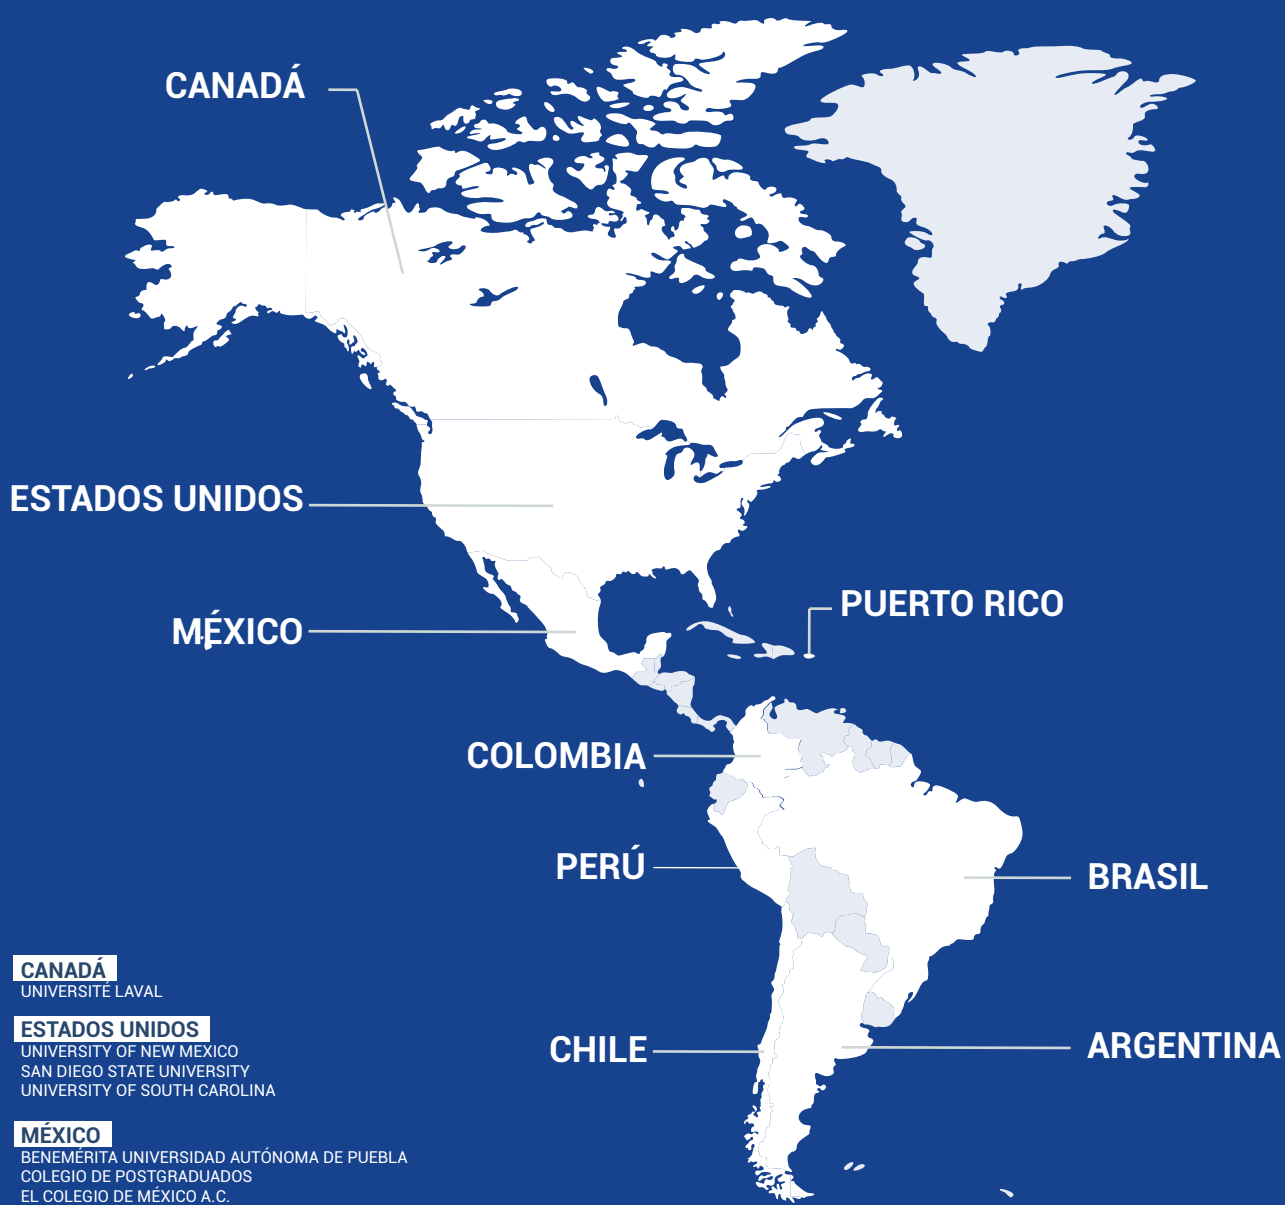 CANADÁ
ESTADOS UNIDOS
MÉXICO
PUERTO RICO
COLOMBIA
PERÚ
BRASIL
CHILE
ARGENTINA
CANADÁ
UNIVERSITÉ LAVAL
ESTADOS UNIDOS
UNIVERSITY OF NEW MEXICO
SAN DIEGO STATE UNIVERSITY
UNIVERSITY OF SOUTH CAROLINA
MÉXICO
BENEMÉRITA UNIVERSIDAD AUTÓNOMA DE PUEBLA
COLEGIO DE POSTGRADUADOS
EL COLEGIO DE MÉXICO A.C.